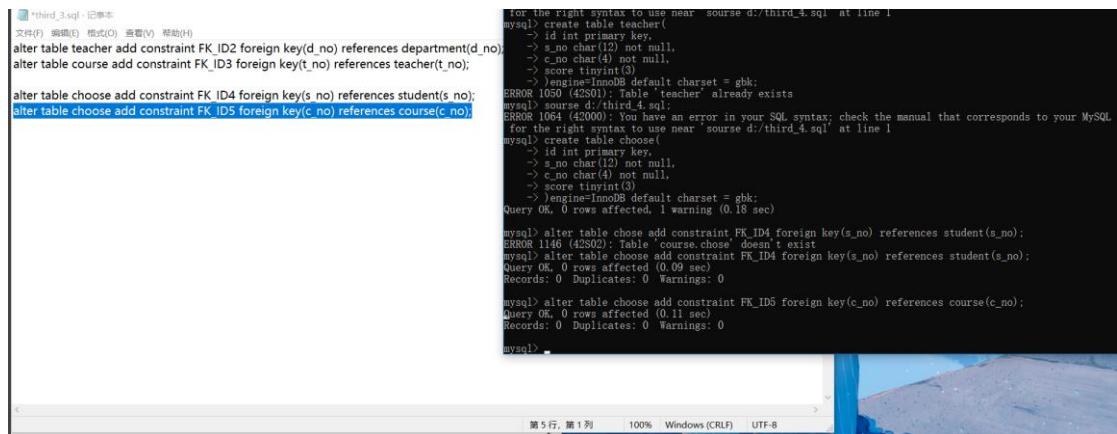 *third_3.sql - 记事本
文件(F) 编辑(E) 格式(O) 查看(V) 帮助(H)
alter table teacher add constraint FK_ID2 foreign key(d_no) references department(d_no);
alter table course add constraint FK_ID3 foreign key(t_no) references teacher(t_no);
alter table choose add constraint FK_ID4 foreign key(s_no) references student(s_no);
alter table choose add constraint FK_ID5 foreign key(c_no) references course(c_no);
第 5 行, 第 1 列 100% Windows (CRLF) UTF-8
for the right syntax to use near 'sourse d:/third_4.sql' at line 1
mysql> create table teacher(
-> id int primary key,
-> s_no char(12) not null,
-> c_no char(4) not null,
-> score tinyint(3)
-> )engine=InnoDB default charset = gbk;
ERROR 1050 (42S01): Table 'teacher' already exists
mysql> sourse d:/third_4.sql;
ERROR 1064 (42000): You have an error in your SQL syntax; check the manual that corresponds to your MySQL
for the right syntax to use near 'sourse d:/third_4.sql' at line 1
mysql> create table choose(
-> id int primary key,
-> s_no char(12) not null,
-> c_no char(4) not null,
-> score tinyint(3)
-> )engine=InnoDB default charset = gbk;
Query OK, 0 rows affected, 1 warning (0.18 sec)
mysql> alter table chose add constraint FK_ID4 foreign key(s_no) references student(s_no);
ERROR 1146 (42S02): Table 'course.chose' doesn't exist
mysql> alter table choose add constraint FK_ID4 foreign key(s_no) references student(s_no);
Query OK, 0 rows affected (0.09 sec)
Records: 0 Duplicates: 0 Warnings: 0
mysql> alter table choose add constraint FK_ID5 foreign key(c_no) references course(c_no);
Query OK, 0 rows affected (0.11 sec)
Records: 0 Duplicates: 0 Warnings: 0
mysql>